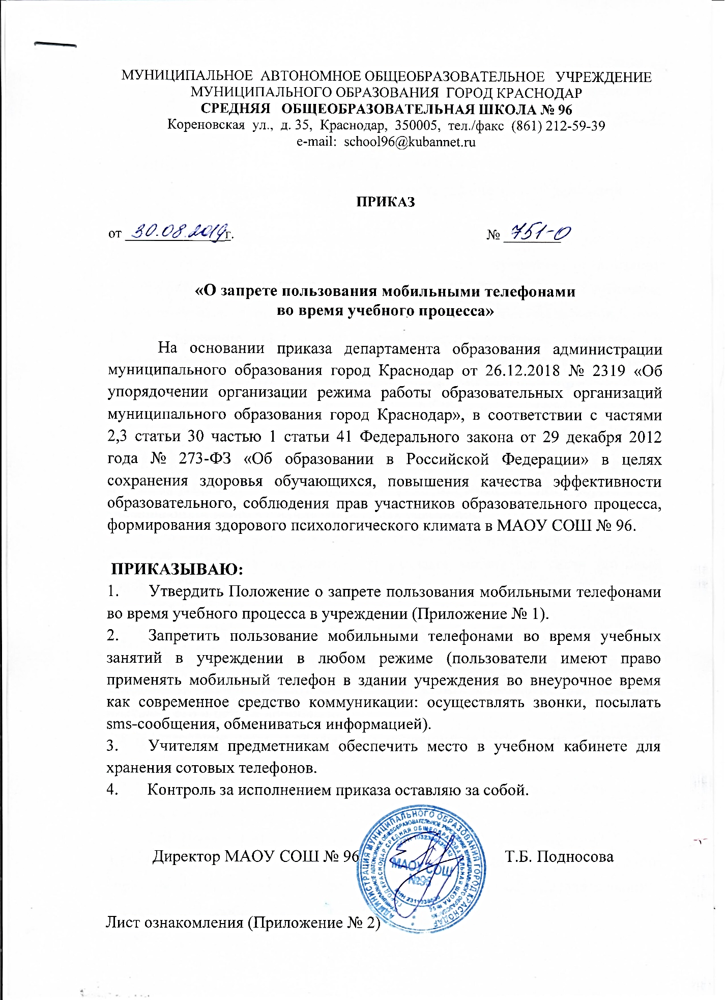 МУНИЦИПАЛЬНОЕ АВТОНОМНОЕ ОБЩЕОБРАЗОВАТЕЛЬНОЕ УЧРЕЖДЕНИЕ
МУНИЦИПАЛЬНОГО ОБРАЗОВАНИЯ ГОРОД КРАСНОДАР
СРЕДНЯЯ ОБЩЕОБРАЗОВАТЕЛЬНАЯ ШКОЛА № 96
Кореновская ул., д. 35, Краснодар, 350005, тел./факс (861) 212-59-39
e-mail: school96@kubannet.ru
ПРИКАЗ
от 30.08.2019 г. № 751-О
«О запрете пользования мобильными телефонами
во время учебного процесса»
На основании приказа департамента образования администрации
муниципального образования город Краснодар от 26.12.2018 № 2319 «Об
упорядочении организации режима работы образовательных организаций
муниципального образования город Краснодар», в соответствии с частями
2,3 статьи 30 частью 1 статьи 41 Федерального закона от 29 декабря 2012
года № 273-ФЗ «Об образовании в Российской Федерации» в целях
сохранения здоровья обучающихся, повышения качества эффективности
образовательного, соблюдения прав участников образовательного процесса,
формирования здорового психологического климата в МАОУ СОШ № 96.
ПРИКАЗЫВАЮ:
1. Утвердить Положение о запрете пользования мобильными телефонами
во время учебного процесса в учреждении (Приложение № 1).
2. Запретить пользование мобильными телефонами во время учебных
занятий в учреждении в любом режиме (пользователи имеют право
применять мобильный телефон в здании учреждения во внеурочное время
как современное средство коммуникации: осуществлять звонки, посылать
sms-сообщения, обмениваться информацией).
3. Учителям предметникам обеспечить место в учебном кабинете для
хранения сотовых телефонов.
4. Контроль за исполнением приказа оставляю за собой.
Директор МАОУ СОШ № 96 Т.Б. Подносова
АДМИНИСТРАЦИЯ МУНИЦИПАЛЬНОГО ОБРАЗОВАНИЯ ГОРОД КРАСНОДАР
МАОУ СОШ
№96
Лист ознакомления (Приложение № 2)